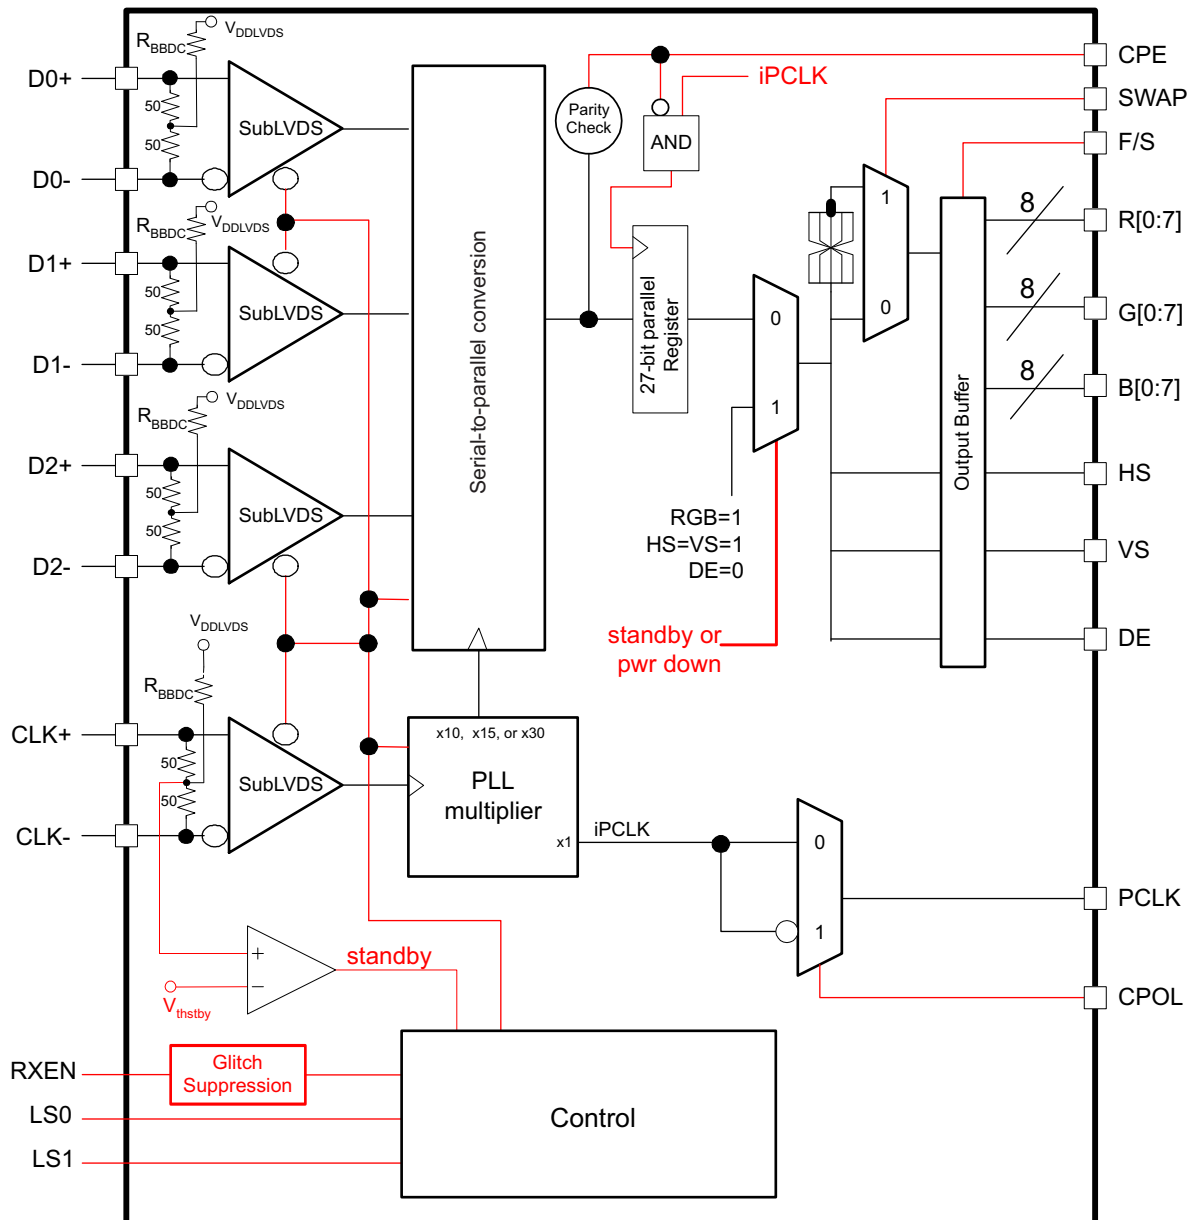 D0+
D0-
RBBDC
VDDLVDS
50
50
SubLVDS
D1+
D1-
RBBDC
VDDLVDS
50
50
SubLVDS
D2+
D2-
RBBDC
VDDLVDS
50
50
SubLVDS
CLK+
CLK-
VDDLVDS
RBBDC
50
50
SubLVDS
Serial-to-parallel conversion
x10, x15, or x30
PLL
multiplier
x1
iPCLK
Parity
Check
AND
iPCLK
27-bit parallel
Register
0
1
RGB=1
HS=VS=1
DE=0
standby or
pwr down
1
0
Output Buffer
8
8
8
CPE
SWAP
F/S
R[0:7]
G[0:7]
B[0:7]
HS
VS
DE
0
1
PCLK
CPOL
+
−
standby
Vthstby
RXEN
Glitch
Suppression
LS0
LS1
Control